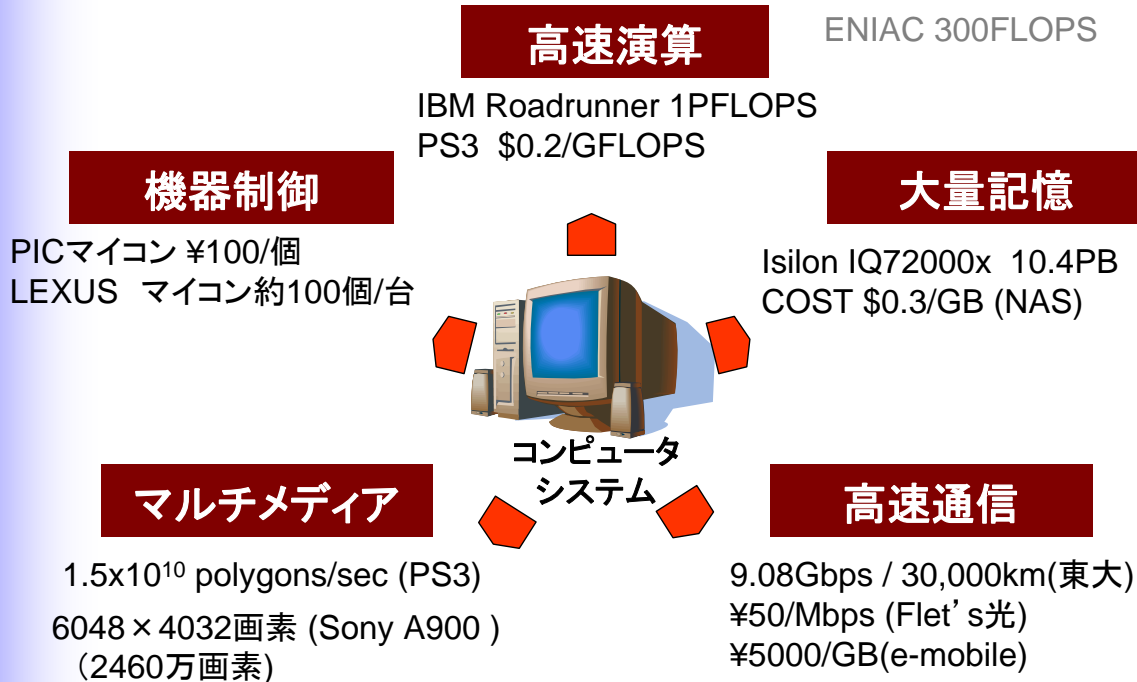 ENIAC 300FLOPS
高速演算
IBM Roadrunner 1PFLOPS
PS3 $0.2/GFLOPS
機器制御
PICマイコン ¥100/個
LEXUS マイコン約100個/台
大量記憶
Isilon IQ72000x 10.4PB
COST $0.3/GB (NAS)
コンピュータ
システム
マルチメディア
1.5x10¹⁰ polygons/sec (PS3)
6048×4032画素 (Sony A900 )
（2460万画素)
高速通信
9.08Gbps / 30,000km(東大)
¥50/Mbps (Flet’s光)
¥5000/GB(e-mobile)